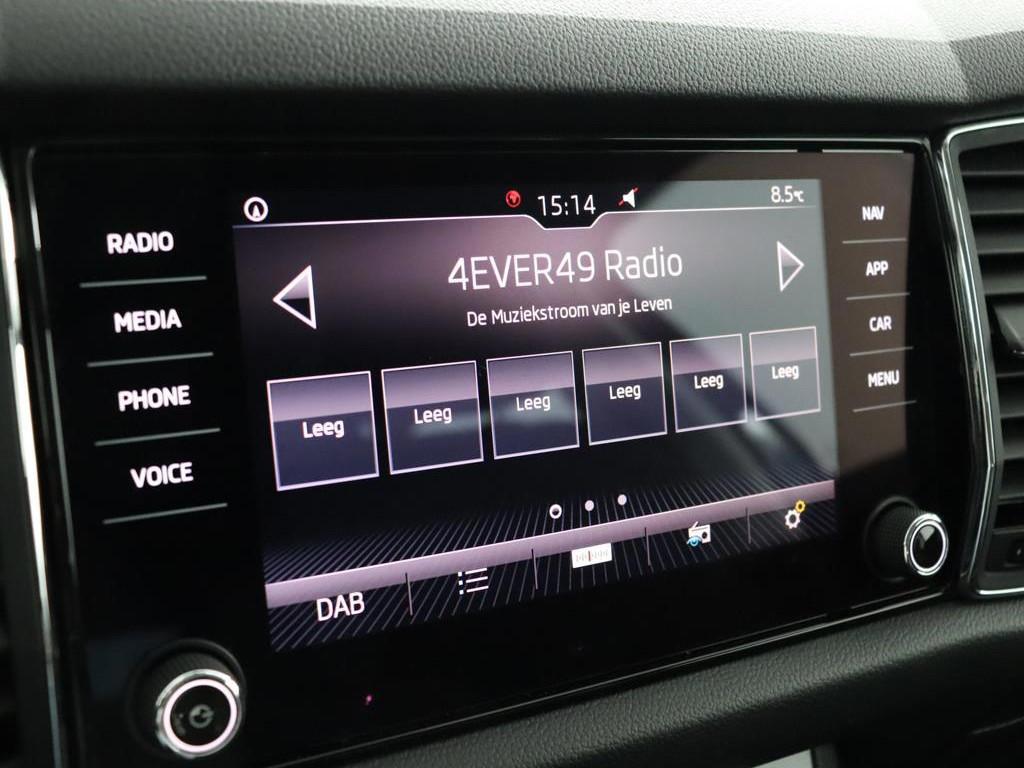 15:14
8.5°C
RADIO
MEDIA
PHONE
VOICE
4EVER49 Radio
De Muziekstroom van je Leven
Leeg
Leeg
Leeg
Leeg
Leeg
Leeg
DAB
NAV
APP
CAR
MENU